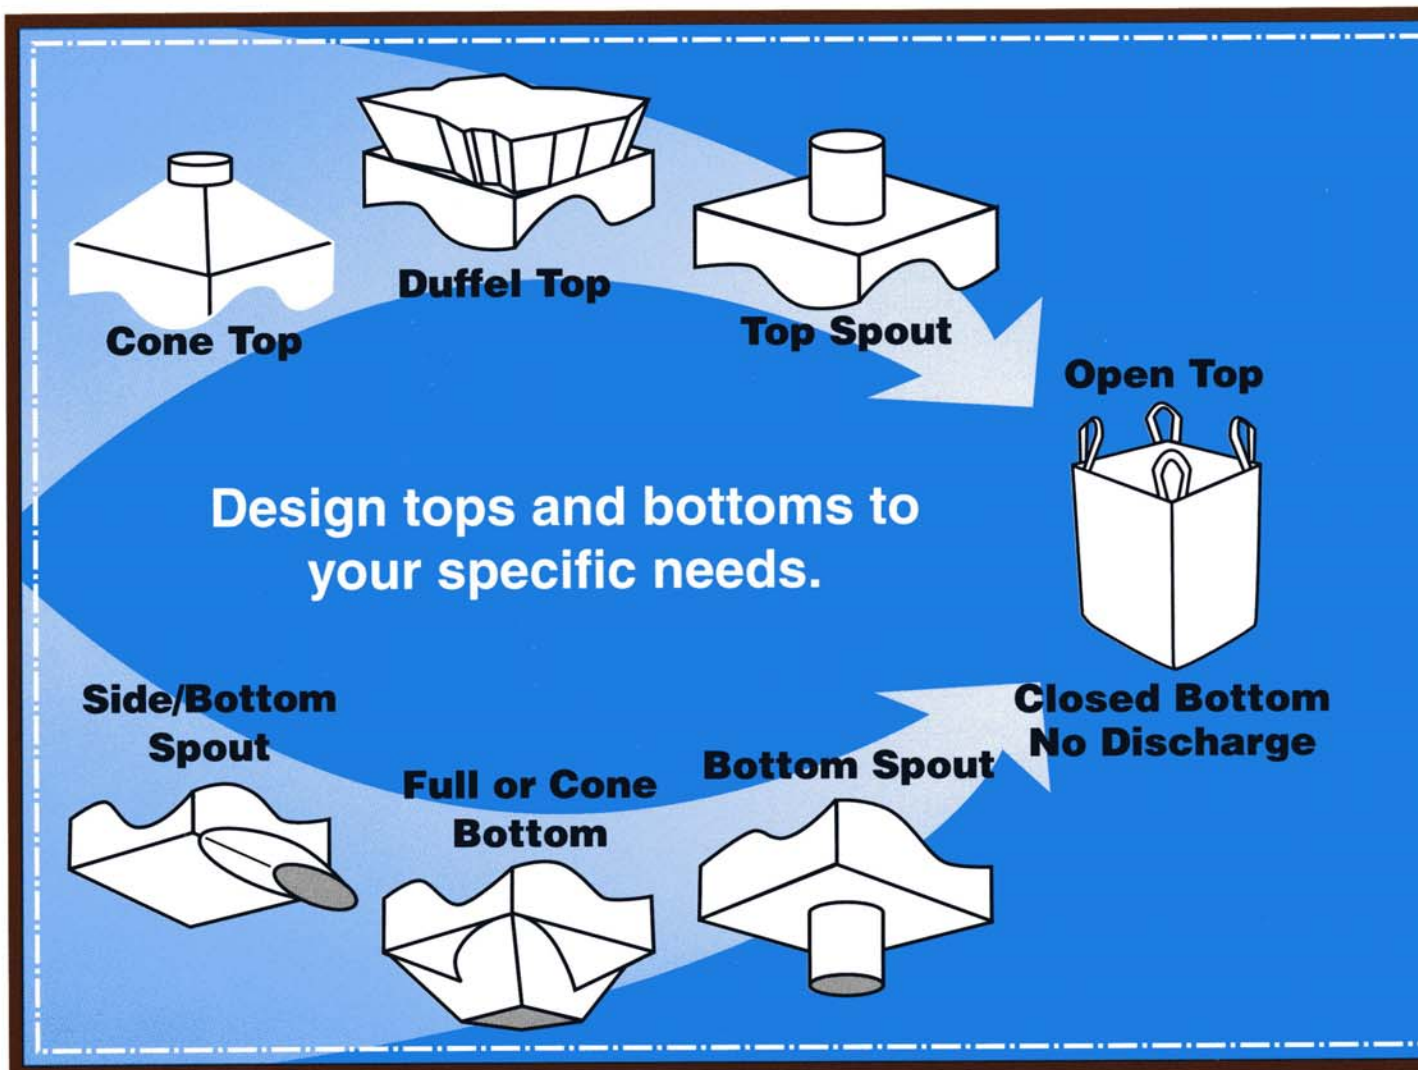 Cone Top
Duffel Top
Top Spout
Open Top
Design tops and bottoms to
your specific needs.
Side/Bottom
Spout
Full or Cone
Bottom
Bottom Spout
Closed Bottom
No Discharge